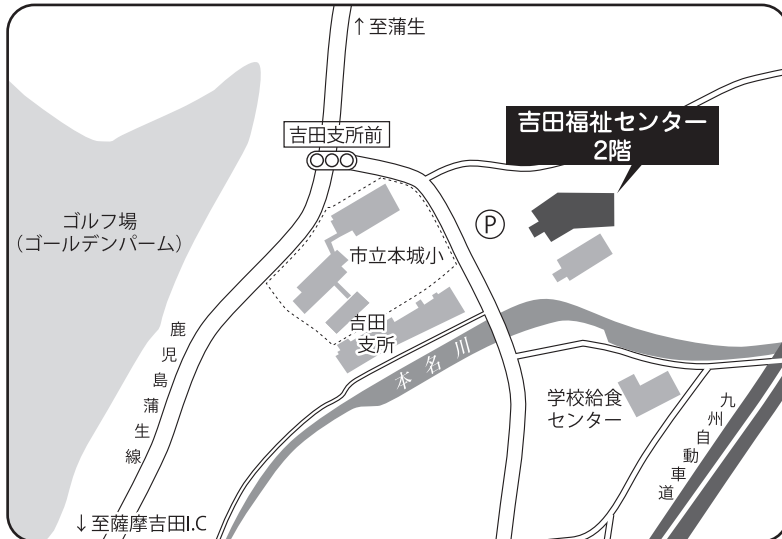 ↑至蒲生
吉田支所前
吉田福祉センター
2階
ゴルフ場
（ゴールデンパーム）
P
市立本城小
吉田
支所
鹿児島蒲生線
本名川
学校給食
センター
九州自動車道
↓至薩摩吉田I.C